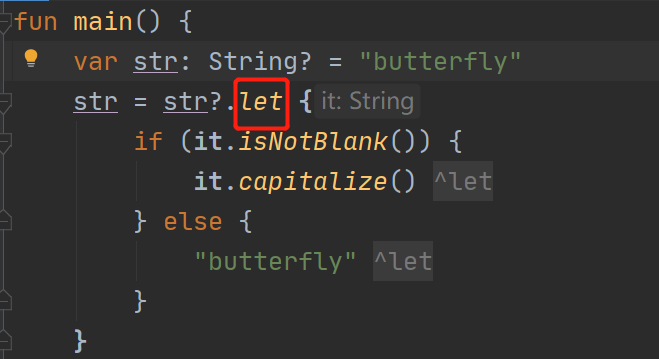 fun main() {
    var str: String? = "butterfly"
    str = str?.let { it: String
        if (it.isNotBlank()) {
            it.capitalize() ^let
        } else {
            "butterfly" ^let
        }
    }